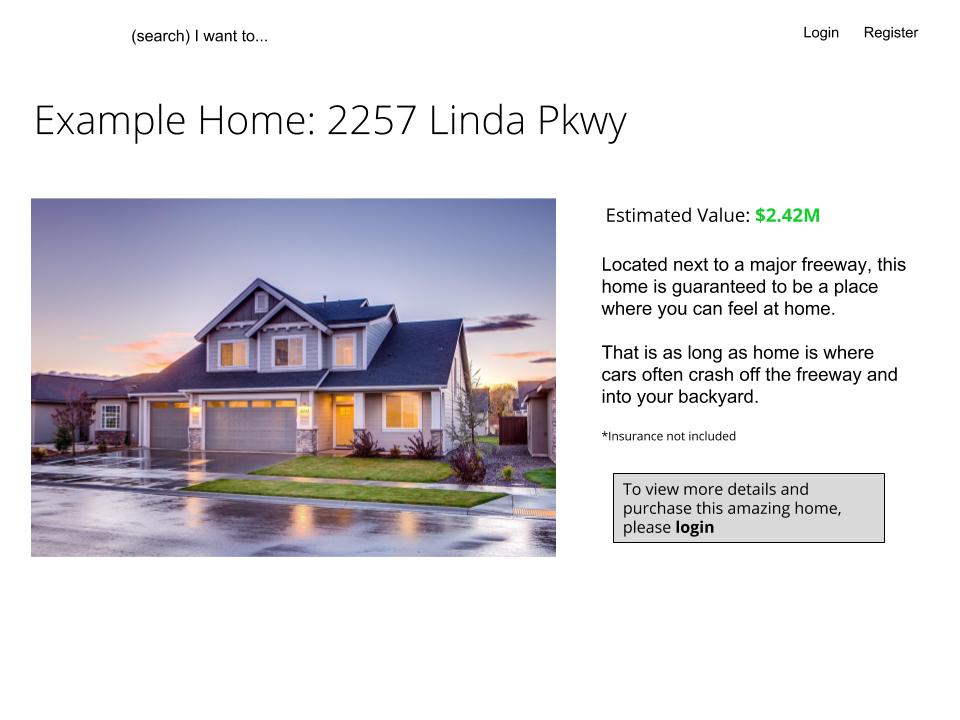 (search) I want to...
Login Register
Example Home: 2257 Linda Pkwy
Estimated Value: $2.42M
Located next to a major freeway, this
home is guaranteed to be a place
where you can feel at home.
That is as long as home is where
cars often crash off the freeway and
into your backyard.
*Insurance not included
To view more details and
purchase this amazing home,
please login